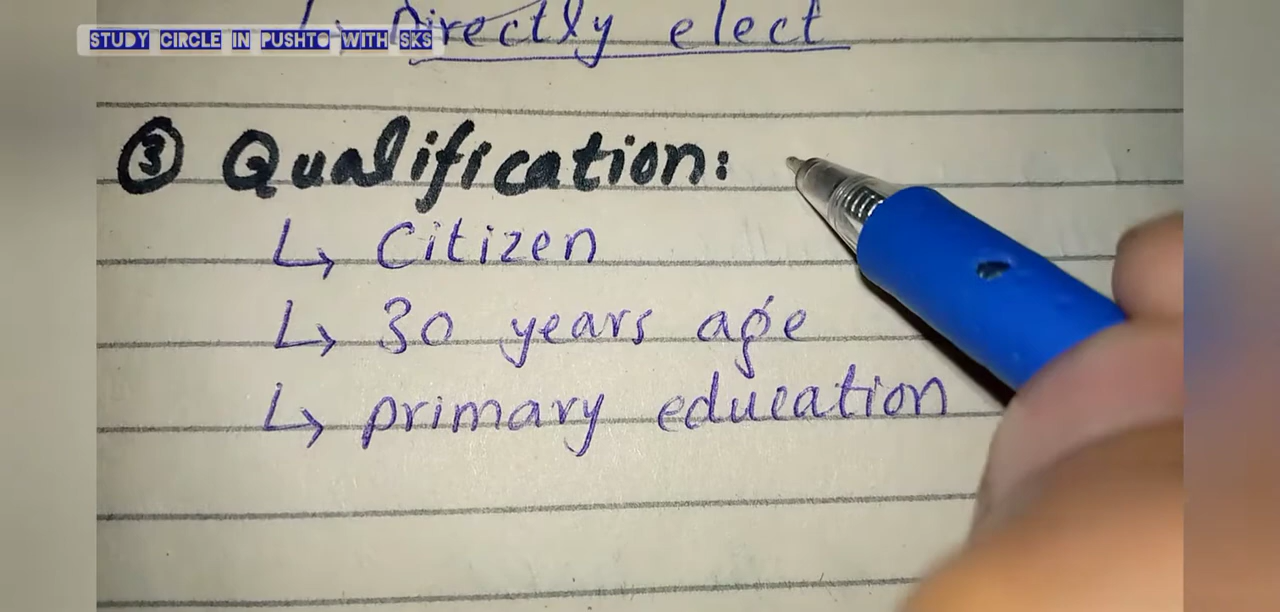 STUDY CIRCLE IN PUSHTO WITH SKS
↳ Directly elect
③ Qualification:
↳ Citizen
↳ 30 years age
↳ primary education